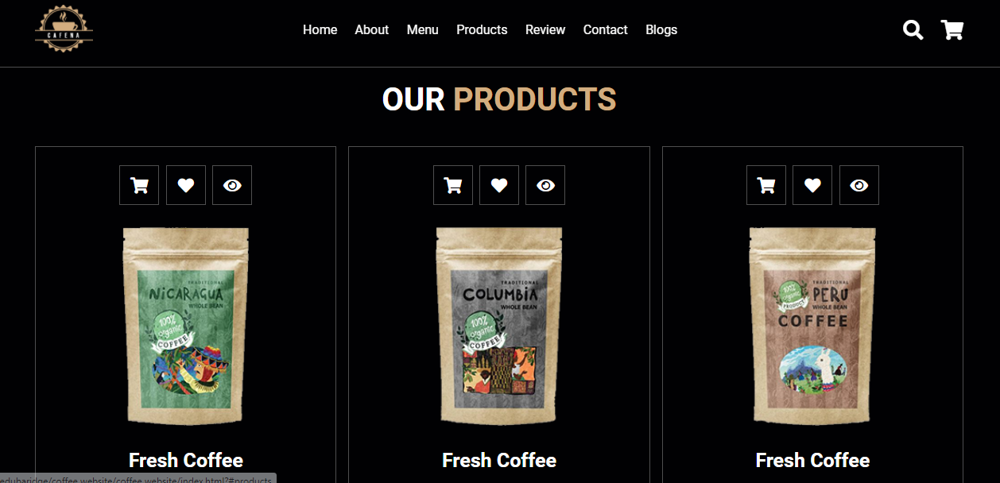 CAFENA
Home About Menu Products Review Contact Blogs
OUR PRODUCTS
TRADITIONAL
NiCARAGUA
WHOLE BEAN
100%
organic
COFFEE
TRADITIONAL
COLUMBiA
WHOLE BEAN
100%
organic
COFFEE
TRADITIONAL
100%
PRODUCT
PERU
WHOLE BEAN
COFFEE
Fresh Coffee
Fresh Coffee
Fresh Coffee
edubaridge/coffee website/coffee website/index.html?#products